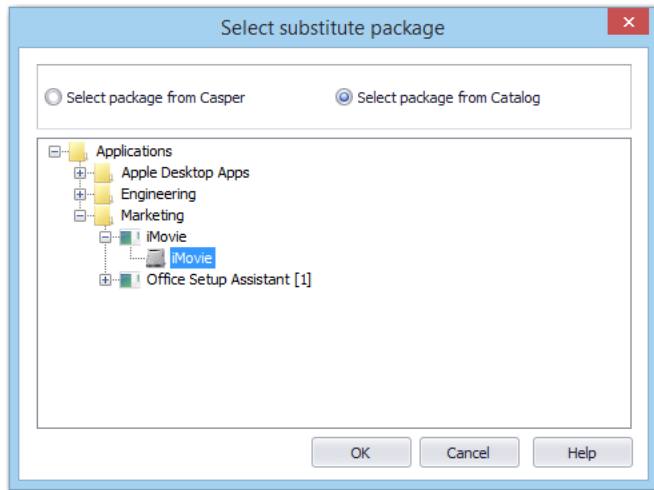 Select substitute package
Select package from Casper
Select package from Catalog
Applications
Apple Desktop Apps
Engineering
Marketing
iMovie
iMovie
Office Setup Assistant [1]
OK
Cancel
Help